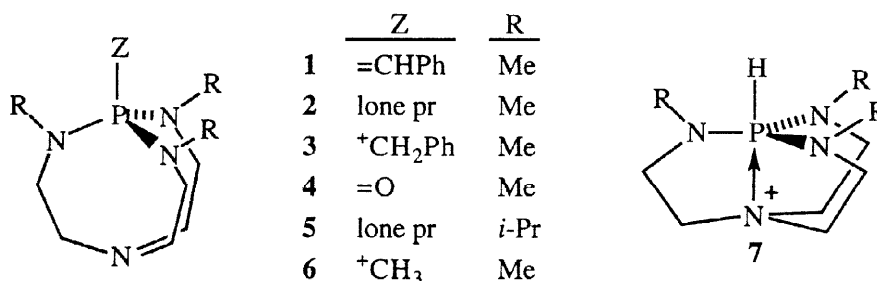 Z R
1 =CHPh Me
2 lone pr Me
3 ⁺CH₂Ph Me
4 =O Me
5 lone pr i-Pr
6 ⁺CH₃ Me
Z
R P N R
N N R
N
H
R R
N P N R
N
N +
7